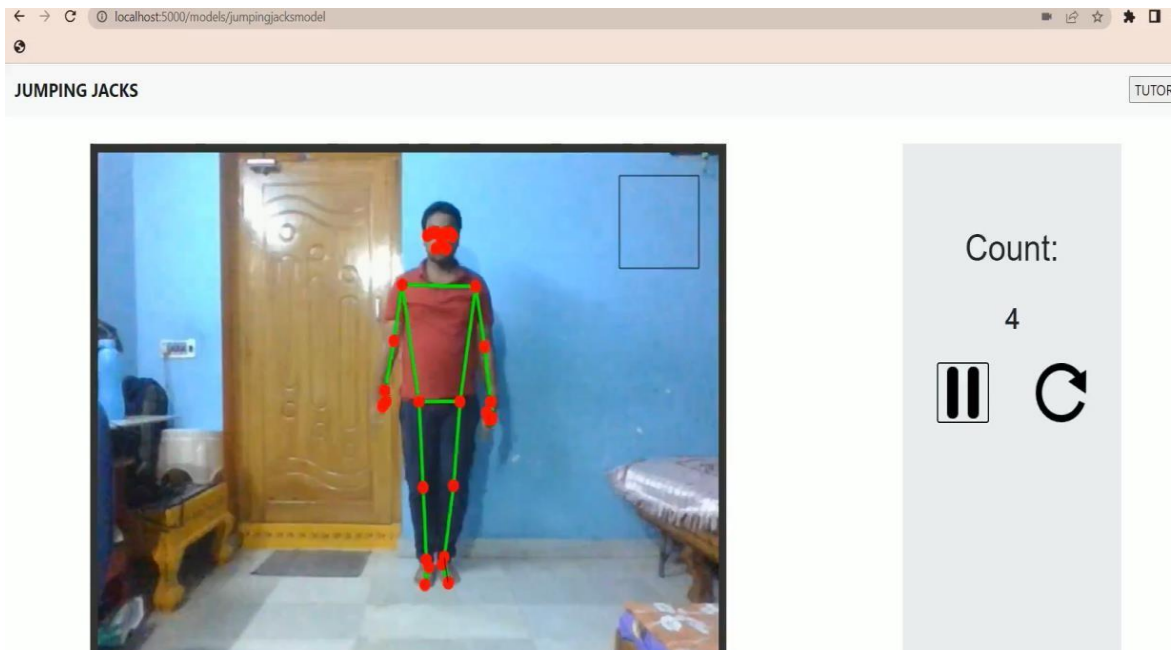 localhost:5000/models/jumpingjacksmodel
JUMPING JACKS
TUTOR
Count:
4